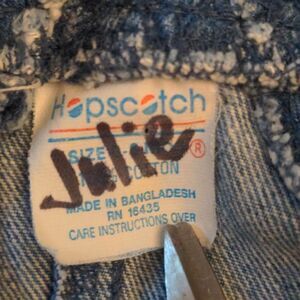 Hopscotch
Julie
SIZE
®
COTTON
MADE IN BANGLADESH
RN 16435
CARE INSTRUCTIONS OVER